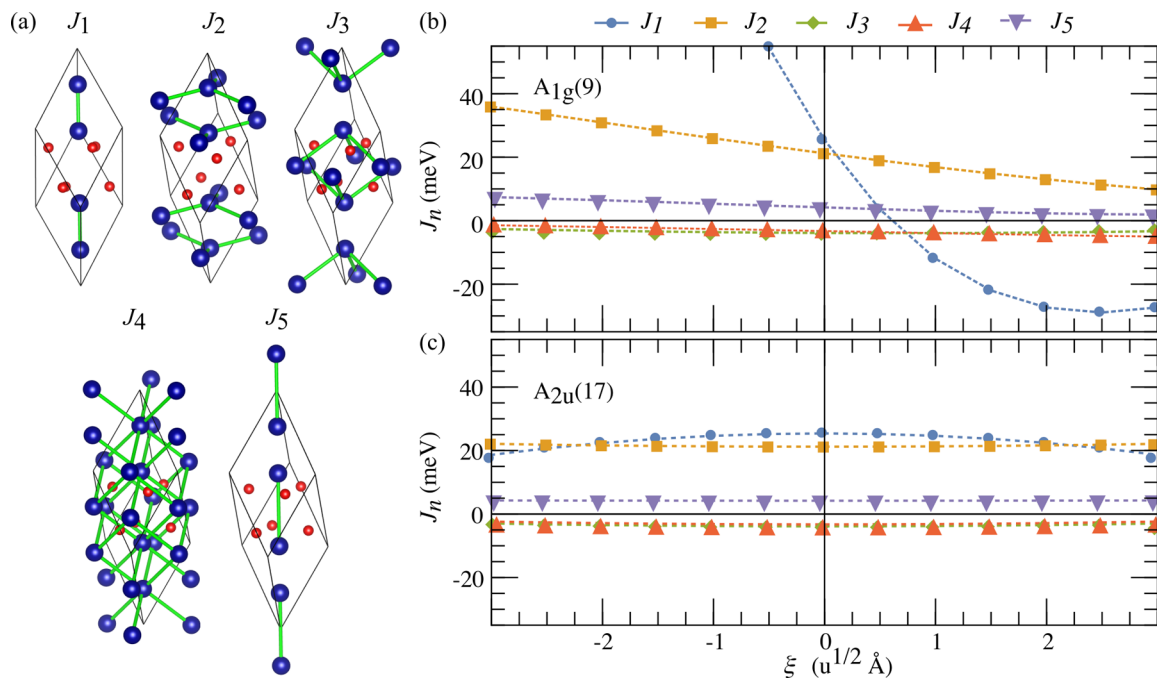 (a)
J1
J2
J3
J4
J5
(b)
J1 J2 J3 J4 J5
A1g(9)
40
20
0
-20
Jn (meV)
(c)
A2u(17)
40
20
0
-20
Jn (meV)
-2 -1 0 1 2
ξ (u1/2 Å)